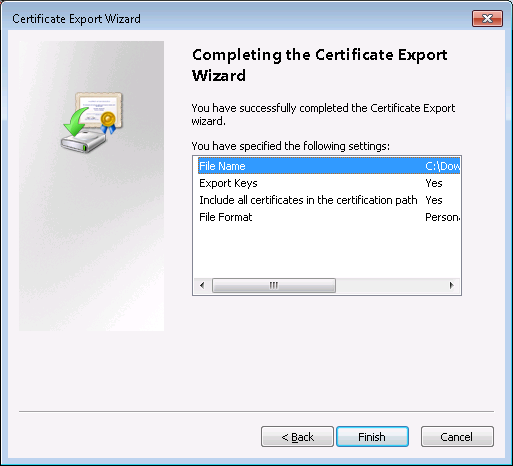 Certificate Export Wizard
Completing the Certificate Export
Wizard
You have successfully completed the Certificate Export
wizard.
You have specified the following settings:
File Name C:\Dow
Export Keys Yes
Include all certificates in the certification path Yes
File Format Persona
< Back Finish Cancel